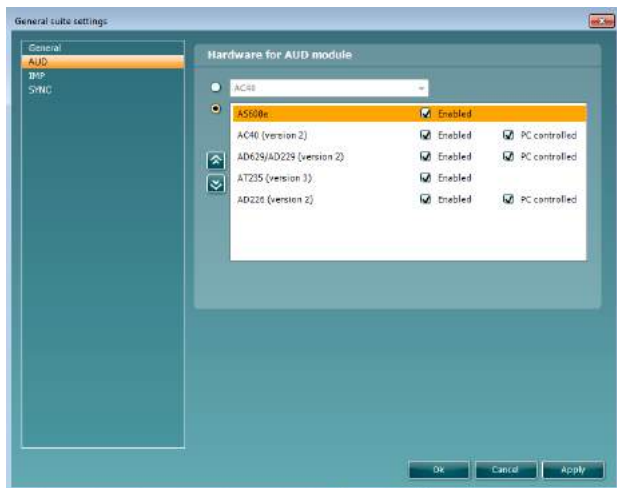 General suite settings
General
AUD
IMP
SYNC
Hardware for AUD module
AC40
AS608e Enabled
AC40 (version 2) Enabled PC controlled
AD629/AD229 (version 2) Enabled PC controlled
AT235 (version 3) Enabled
AD226 (version 2) Enabled PC controlled
Ok Cancel Apply